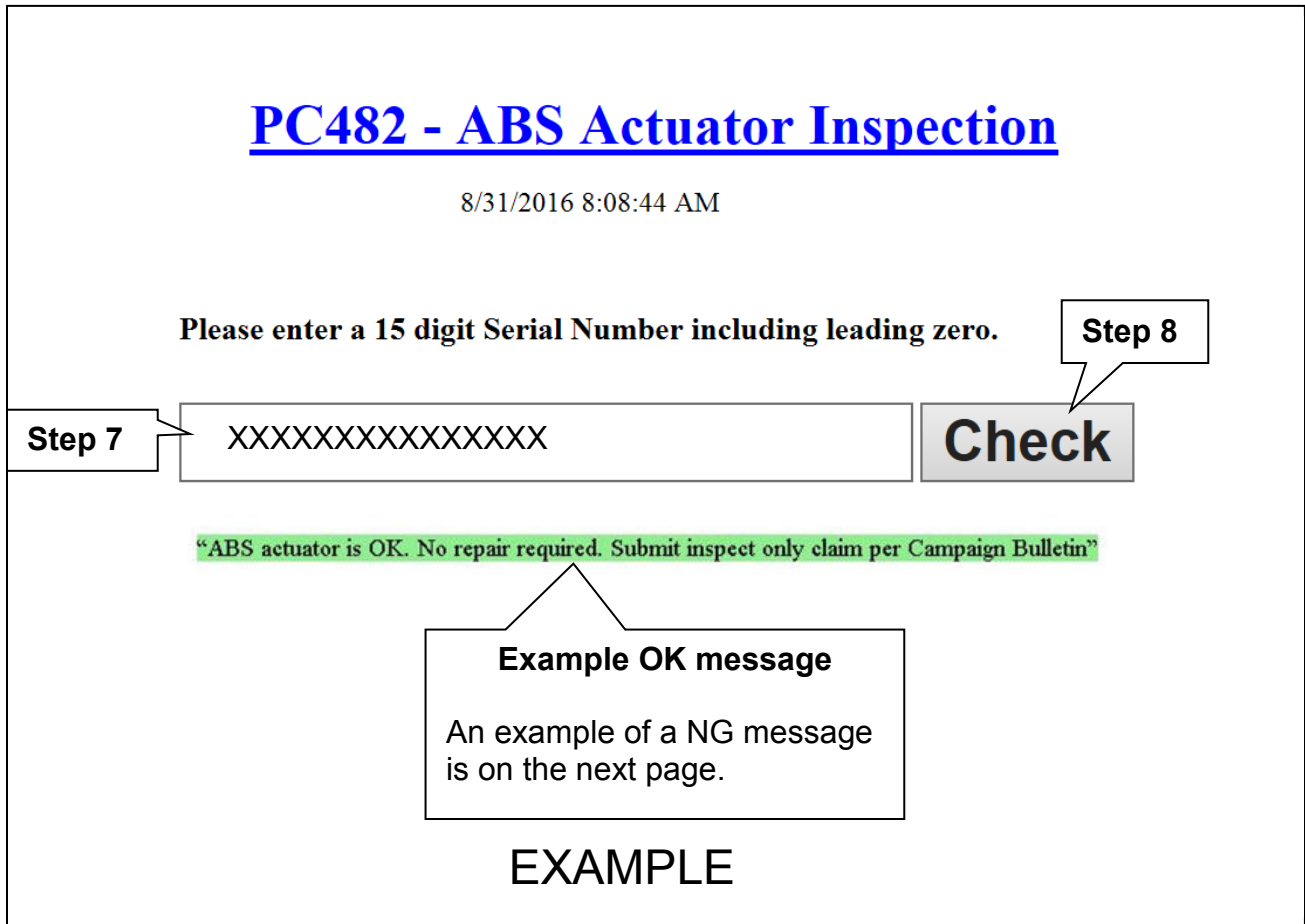 PC482 - ABS Actuator Inspection
8/31/2016 8:08:44 AM
Please enter a 15 digit Serial Number including leading zero.
Step 8
Step 7
XXXXXXXXXXXXXXX
Check
“ABS actuator is OK. No repair required. Submit inspect only claim per Campaign Bulletin”
Example OK message
An example of a NG message
is on the next page.
EXAMPLE